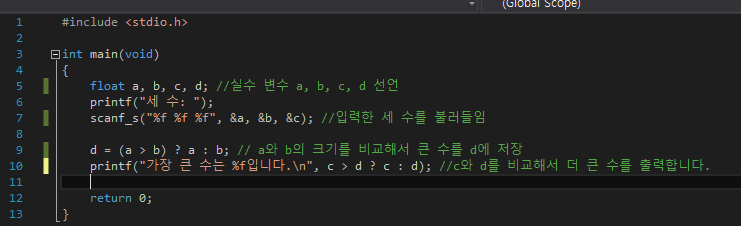 (Global Scope)
1 #include <stdio.h>
2
3 int main(void)
4 {
5 float a, b, c, d; //실수 변수 a, b, c, d 선언
6 printf("세 수: ");
7 scanf_s("%f %f %f", &a, &b, &c); //입력한 세 수를 불러들임
8
9 d = (a > b) ? a : b; // a와 b의 크기를 비교해서 큰 수를 d에 저장
10 printf("가장 큰 수는 %f입니다.\n", c > d ? c : d); //c와 d를 비교해서 더 큰 수를 출력합니다.
11
12 return 0;
13 }